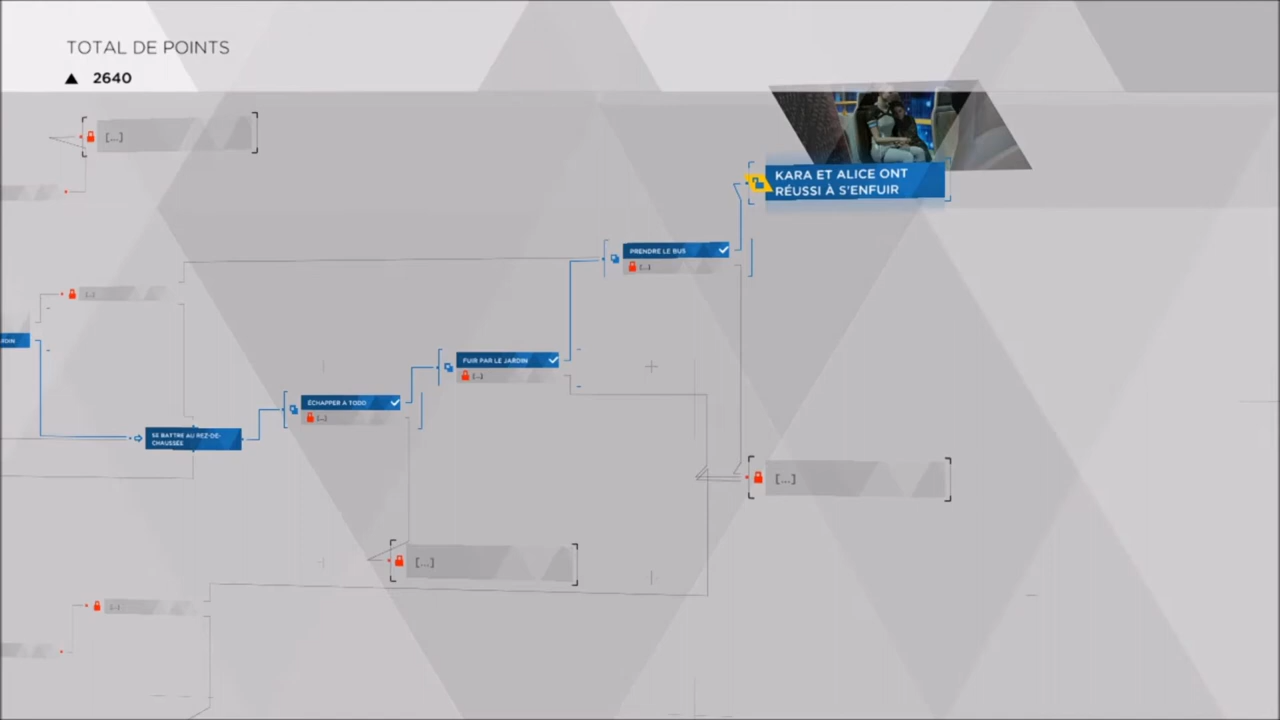 TOTAL DE POINTS
2640
[...]
KARA ET ALICE ONT
RÉUSSI À S'ENFUIR
PRENDRE LE BUS
[...]
[...]
FUIR PAR LE JARDIN
[...]
ÉCHAPPER À TODD
[...]
SE BATTRE AU REZ-DE-
CHAUSSÉE
[...]
[...]
[...]